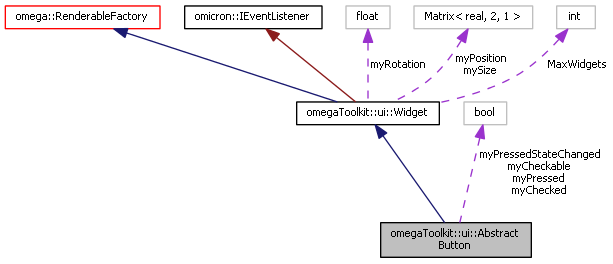 omega::RenderableFactory
omicron::IEventListener
float
Matrix< real, 2, 1 >
int
myRotation
myPosition
mySize
MaxWidgets
omegaToolkit::ui::Widget
bool
myPressedStateChanged
myCheckable
myPressed
myChecked
omegaToolkit::ui::Abstract
Button